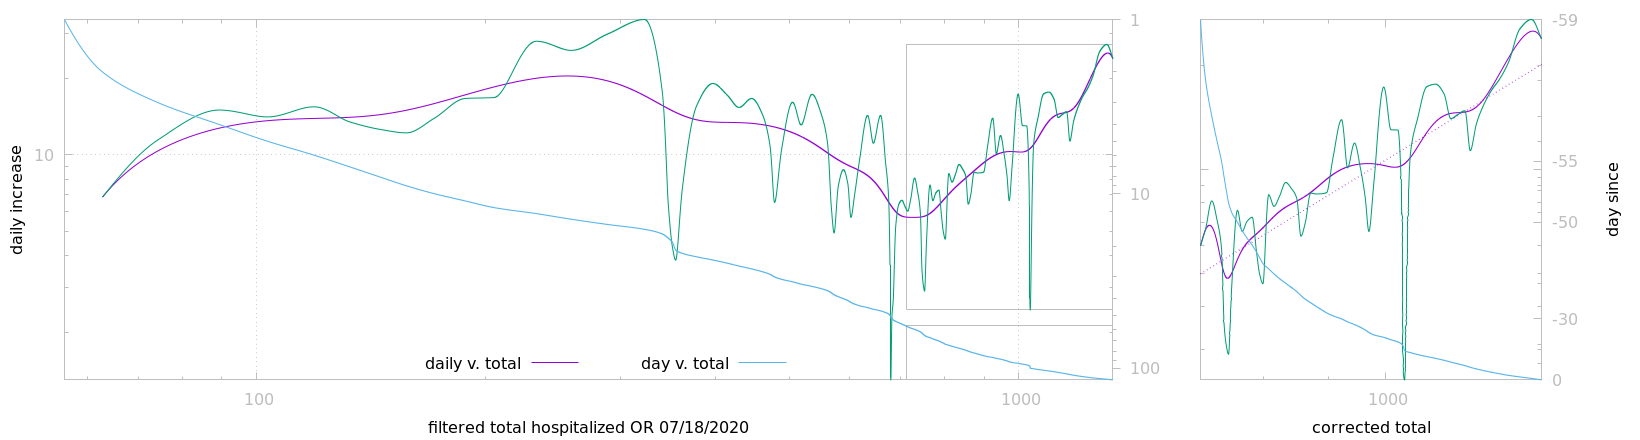 daily increase
10
daily v. total
day v. total
100
1000
filtered total hospitalized OR 07/18/2020
1
10
100
1000
corrected total
-59
-55
-50
-30
0
day since